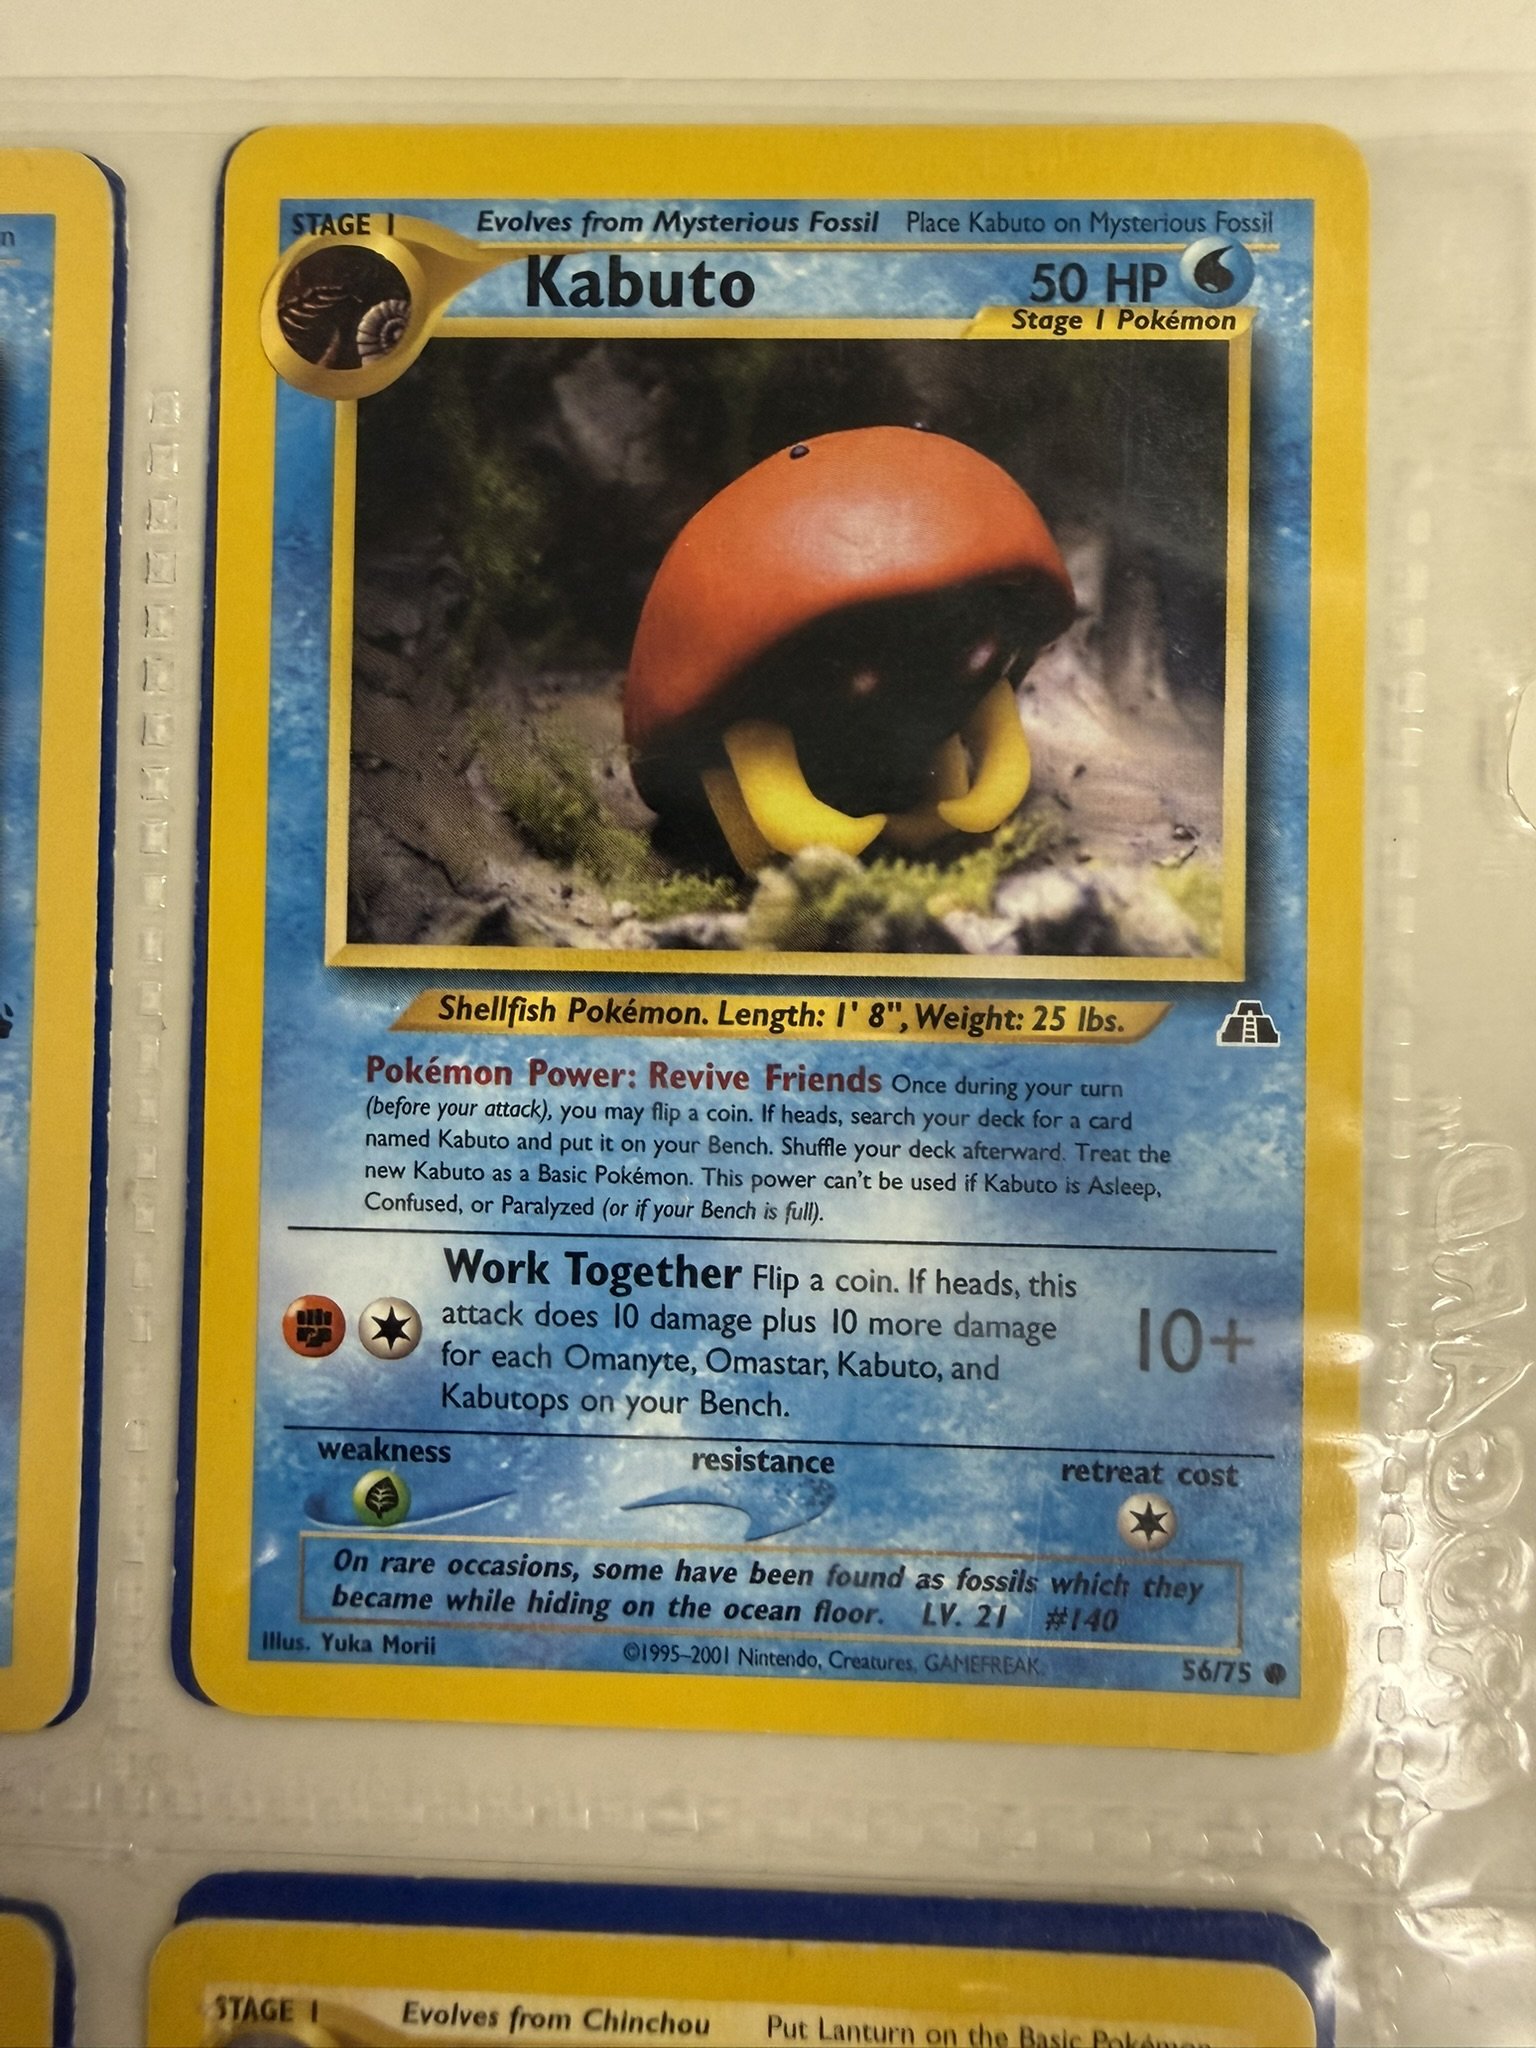 STAGE 1 Evolves from Mysterious Fossil Place Kabuto on Mysterious Fossil
Kabuto 50 HP
Stage 1 Pokémon
Shellfish Pokémon. Length: 1' 8", Weight: 25 lbs.
Pokémon Power: Revive Friends Once during your turn
(before your attack), you may flip a coin. If heads, search your deck for a card
named Kabuto and put it on your Bench. Shuffle your deck afterward. Treat the
new Kabuto as a Basic Pokémon. This power can't be used if Kabuto is Asleep,
Confused, or Paralyzed (or if your Bench is full).
Work Together Flip a coin. If heads, this
attack does 10 damage plus 10 more damage
for each Omanyte, Omastar, Kabuto, and
Kabutops on your Bench.
10+
weakness resistance retreat cost
On rare occasions, some have been found as fossils which they
became while hiding on the ocean floor. LV. 21 #140
Illus. Yuka Morii ©1995–2001 Nintendo, Creatures, GAMEFREAK. 56/75
STAGE 1 Evolves from Chinchou Put Lanturn on the Basic Pokémon